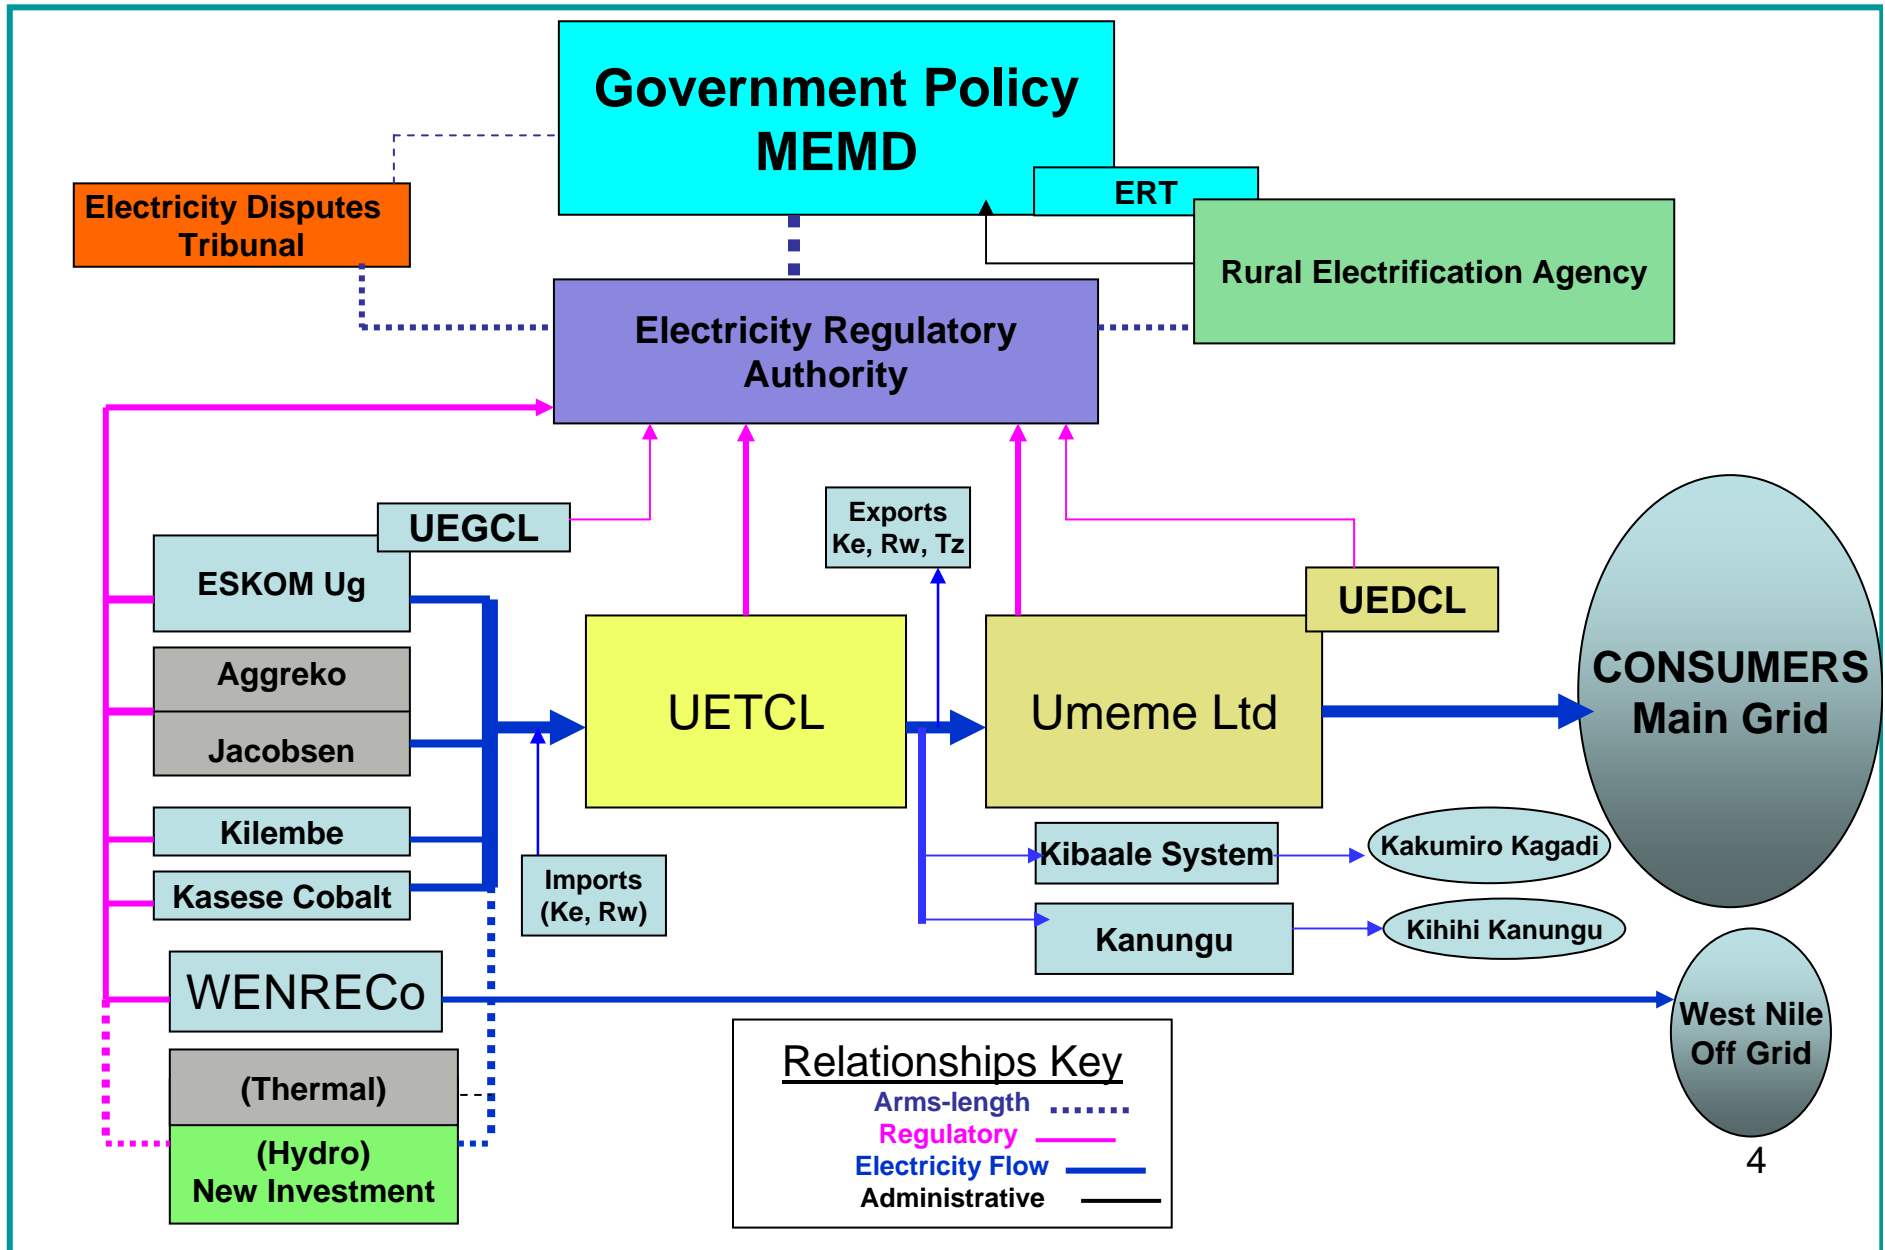 Government Policy
MEMD
ERT
Electricity Disputes
Tribunal
Rural Electrification Agency
Electricity Regulatory
Authority
UEGCL
ESKOM Ug
Exports
Ke, Rw, Tz
UEDCL
Aggreko
Jacobsen
UETCL
Umeme Ltd
CONSUMERS
Main Grid
Kilembe
Kasese Cobalt
Imports
(Ke, Rw)
Kibaale System
Kakumiro Kagadi
Kanungu
Kihihi Kanungu
WENRECo
West Nile
Off Grid
(Thermal)
(Hydro)
New Investment
Relationships Key
Arms-length
Regulatory
Electricity Flow
Administrative
4